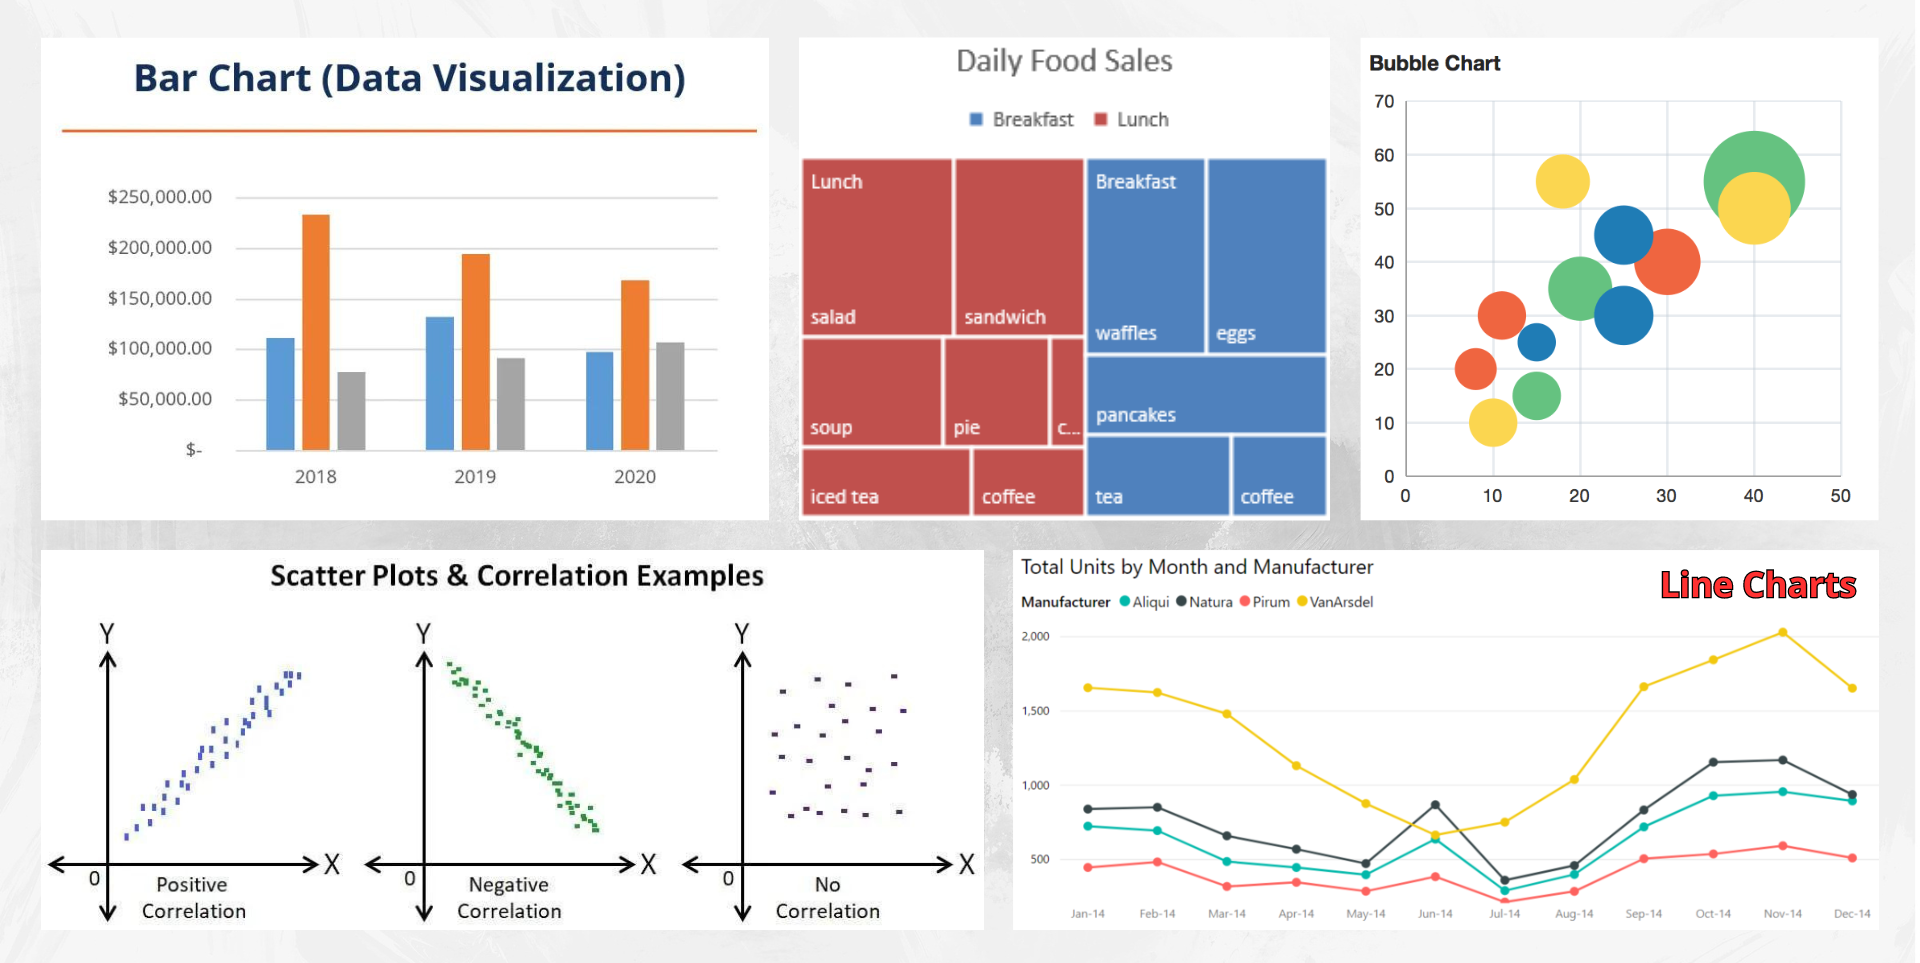 Bar Chart (Data Visualization)
$250,000.00
$200,000.00
$150,000.00
$100,000.00
$50,000.00
$-
2018 2019 2020
Daily Food Sales
Breakfast Lunch
Lunch
salad
sandwich
soup
pie
c...
iced tea
coffee
Breakfast
waffles
eggs
pancakes
tea
coffee
Bubble Chart
70
60
50
40
30
20
10
0
0 10 20 30 40 50
Scatter Plots & Correlation Examples
Y
X
0
Positive
Correlation
Y
X
0
Negative
Correlation
Y
X
0
No
Correlation
Total Units by Month and Manufacturer
Line Charts
Manufacturer Aliqui Natura Pirum VanArsdel
2,000
1,500
1,000
500
Jan-14 Feb-14 Mar-14 Apr-14 May-14 Jun-14 Jul-14 Aug-14 Sep-14 Oct-14 Nov-14 Dec-14